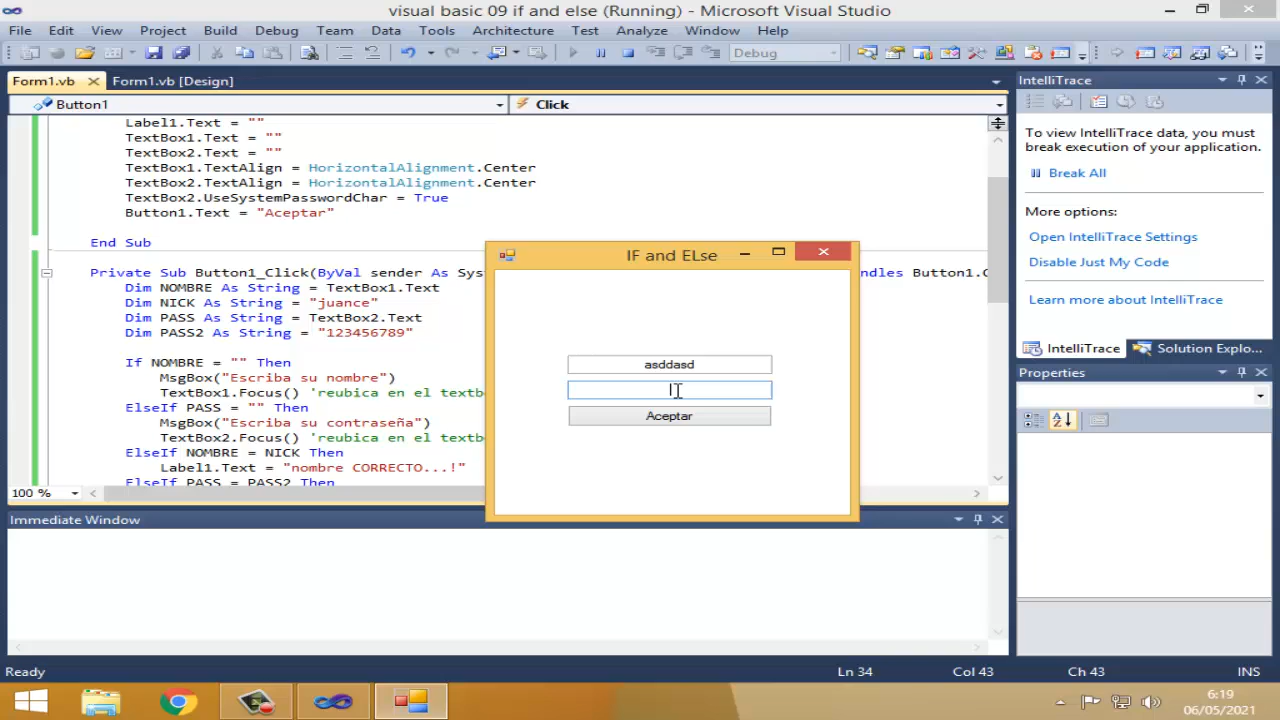 visual basic 09 if and else (Running) - Microsoft Visual Studio
File Edit View Project Build Debug Team Data Tools Architecture Test Analyze Window Help
Debug
Form1.vb Form1.vb [Design]
Button1 Click
Label1.Text = ""
TextBox1.Text = ""
TextBox2.Text = ""
TextBox1.TextAlign = HorizontalAlignment.Center
TextBox2.TextAlign = HorizontalAlignment.Center
TextBox2.UseSystemPasswordChar = True
Button1.Text = "Aceptar"
End Sub
Private Sub Button1_Click(ByVal sender As Sys
ndles Button1.C
Dim NOMBRE As String = TextBox1.Text
Dim NICK As String = "juance"
Dim PASS As String = TextBox2.Text
Dim PASS2 As String = "123456789"
If NOMBRE = "" Then
MsgBox("Escriba su nombre")
TextBox1.Focus() 'reubica en el textbo
ElseIf PASS = "" Then
MsgBox("Escriba su contraseña")
TextBox2.Focus() 'reubica en el textbo
ElseIf NOMBRE = NICK Then
Label1.Text = "nombre CORRECTO...!"
ElseIf PASS = PASS2 Then
100 %
IF and ELse
asddasd
Aceptar
Immediate Window
IntelliTrace
To view IntelliTrace data, you must
break execution of your application.
Break All
More options:
Open IntelliTrace Settings
Disable Just My Code
Learn more about IntelliTrace
IntelliTrace Solution Explo...
Properties
Ready Ln 34 Col 43 Ch 43 INS
6:19
06/05/2021